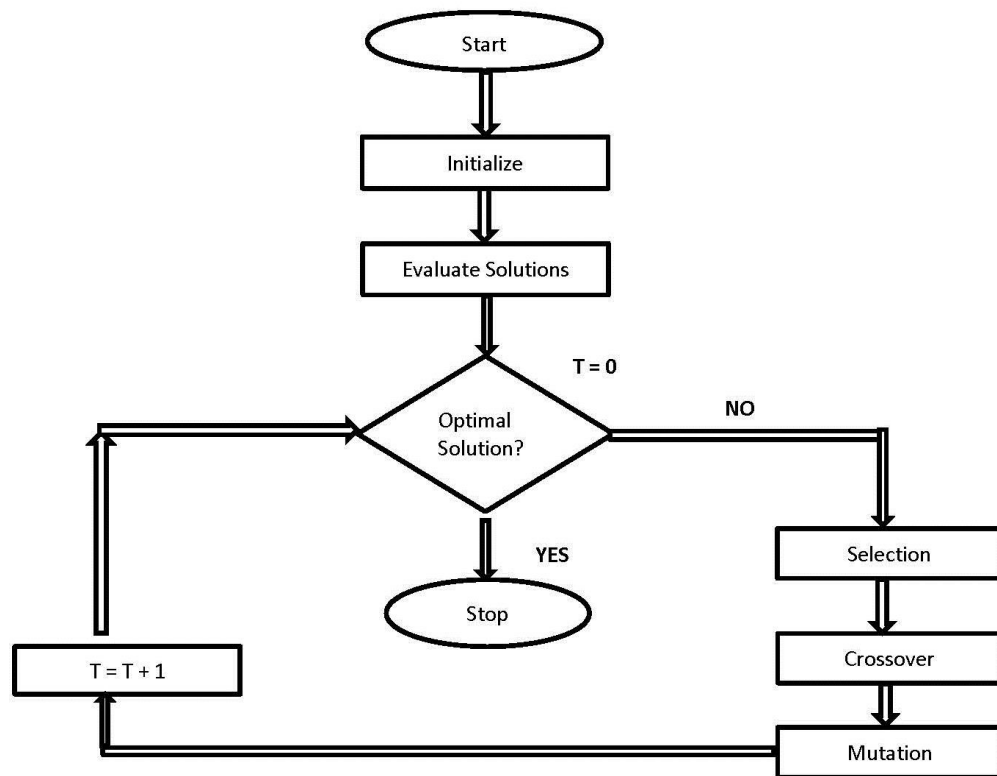 Start
Initialize
Evaluate Solutions
T = 0
Optimal
Solution?
NO
YES
Stop
Selection
Crossover
Mutation
T = T + 1